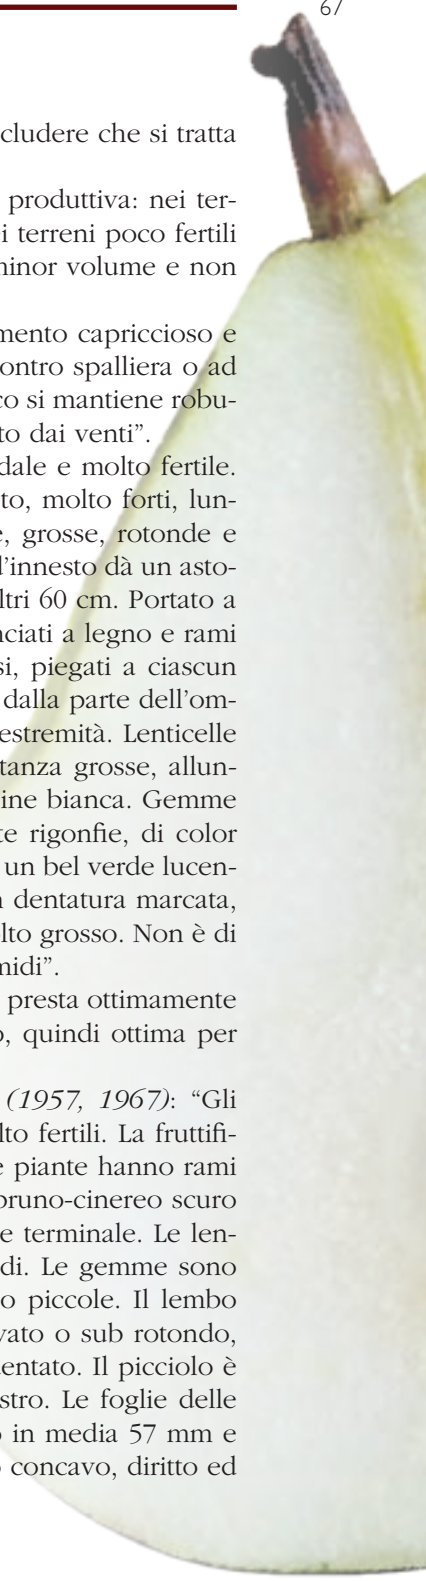 67
cludere che si tratta
produttiva: nei ter-
i terreni poco fertili
minor volume e non
mento capriccioso e
ontro spalliera o ad
co si mantiene robu-
to dai venti”.
dale e molto fertile.
to, molto forti, lun-
e, grosse, rotonde e
l’innesto dà un asto-
ltri 60 cm. Portato a
nciati a legno e rami
si, piegati a ciascun
dalla parte dell’om-
estremità. Lenticelle
tanza grosse, allun-
ine bianca. Gemme
te rigonfie, di color
un bel verde lucen-
n dentatura marcata,
lto grosso. Non è di
midi”.
presta ottimamente
o, quindi ottima per
(1957, 1967): “Gli
lto fertili. La fruttifi-
e piante hanno rami
bruno-cinereo scuro
e terminale. Le len-
di. Le gemme sono
o piccole. Il lembo
vato o sub rotondo,
entato. Il picciolo è
stro. Le foglie delle
o in media 57 mm e
o concavo, diritto ed